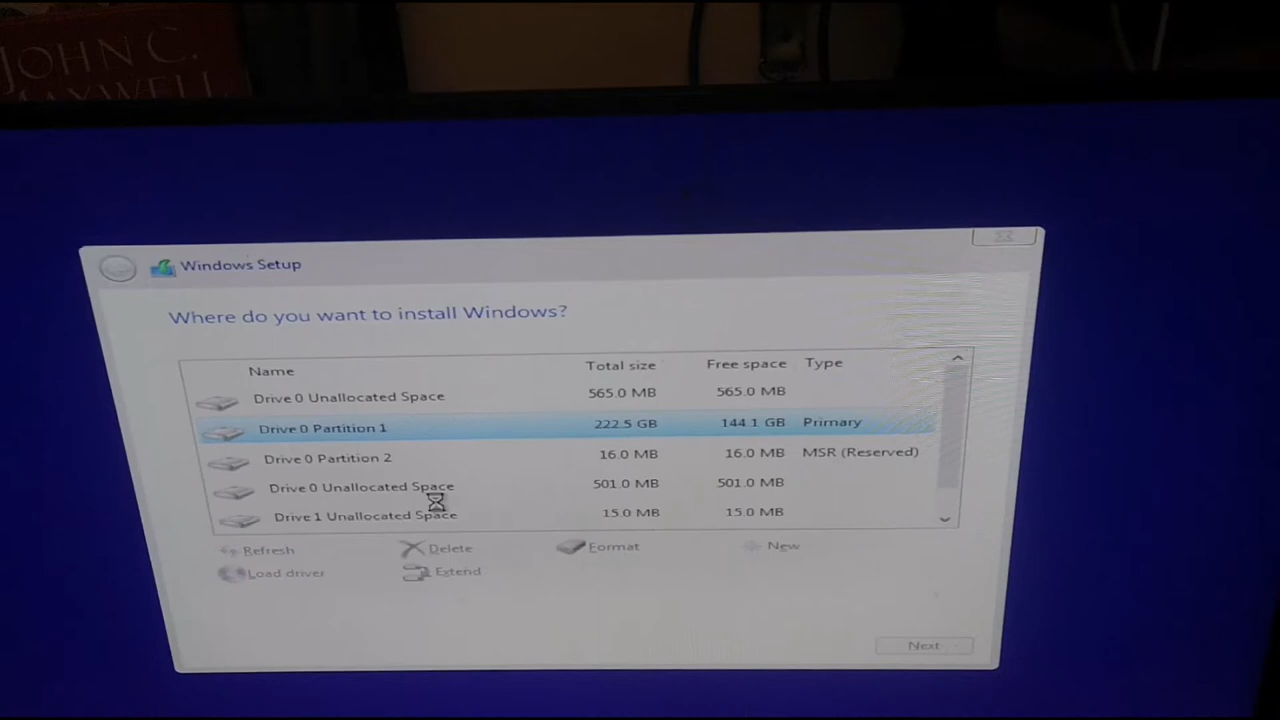 JOHN C.
MAXWELL
Windows Setup
Where do you want to install Windows?
Name Total size Free space Type
Drive 0 Unallocated Space 565.0 MB 565.0 MB
Drive 0 Partition 1 222.5 GB 144.1 GB Primary
Drive 0 Partition 2 16.0 MB 16.0 MB MSR (Reserved)
Drive 0 Unallocated Space 501.0 MB 501.0 MB
Drive 1 Unallocated Space 15.0 MB 15.0 MB
Refresh Delete Format New
Load driver Extend
Next